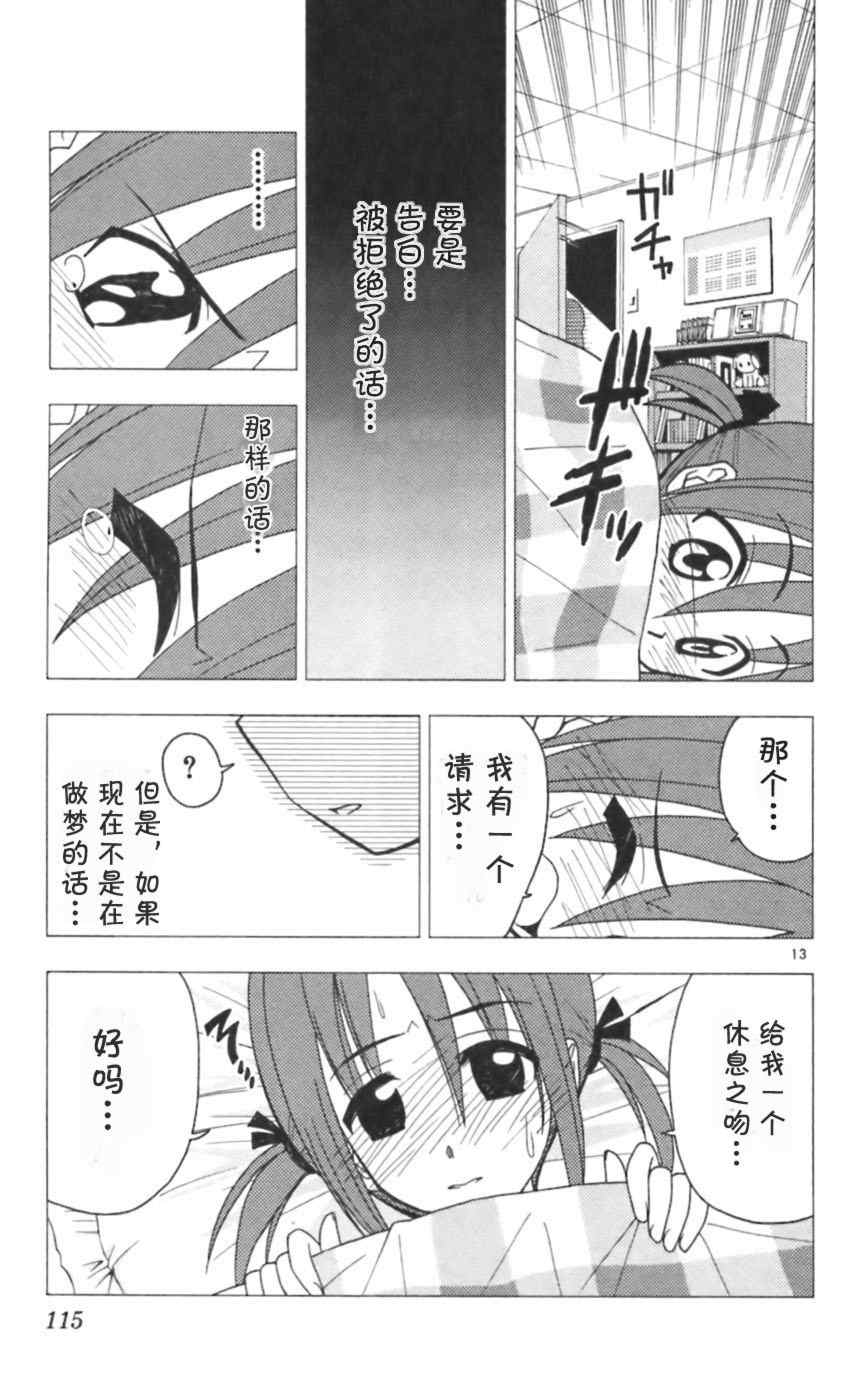 ガチャ
ガバッ
要是
告白…
被拒绝了的话…
………
那样的话…
那个…
我有一个
请求…
?
但是，如果
现在不是在
做梦的话…
13
给我一个
休息之吻…
好吗…
115